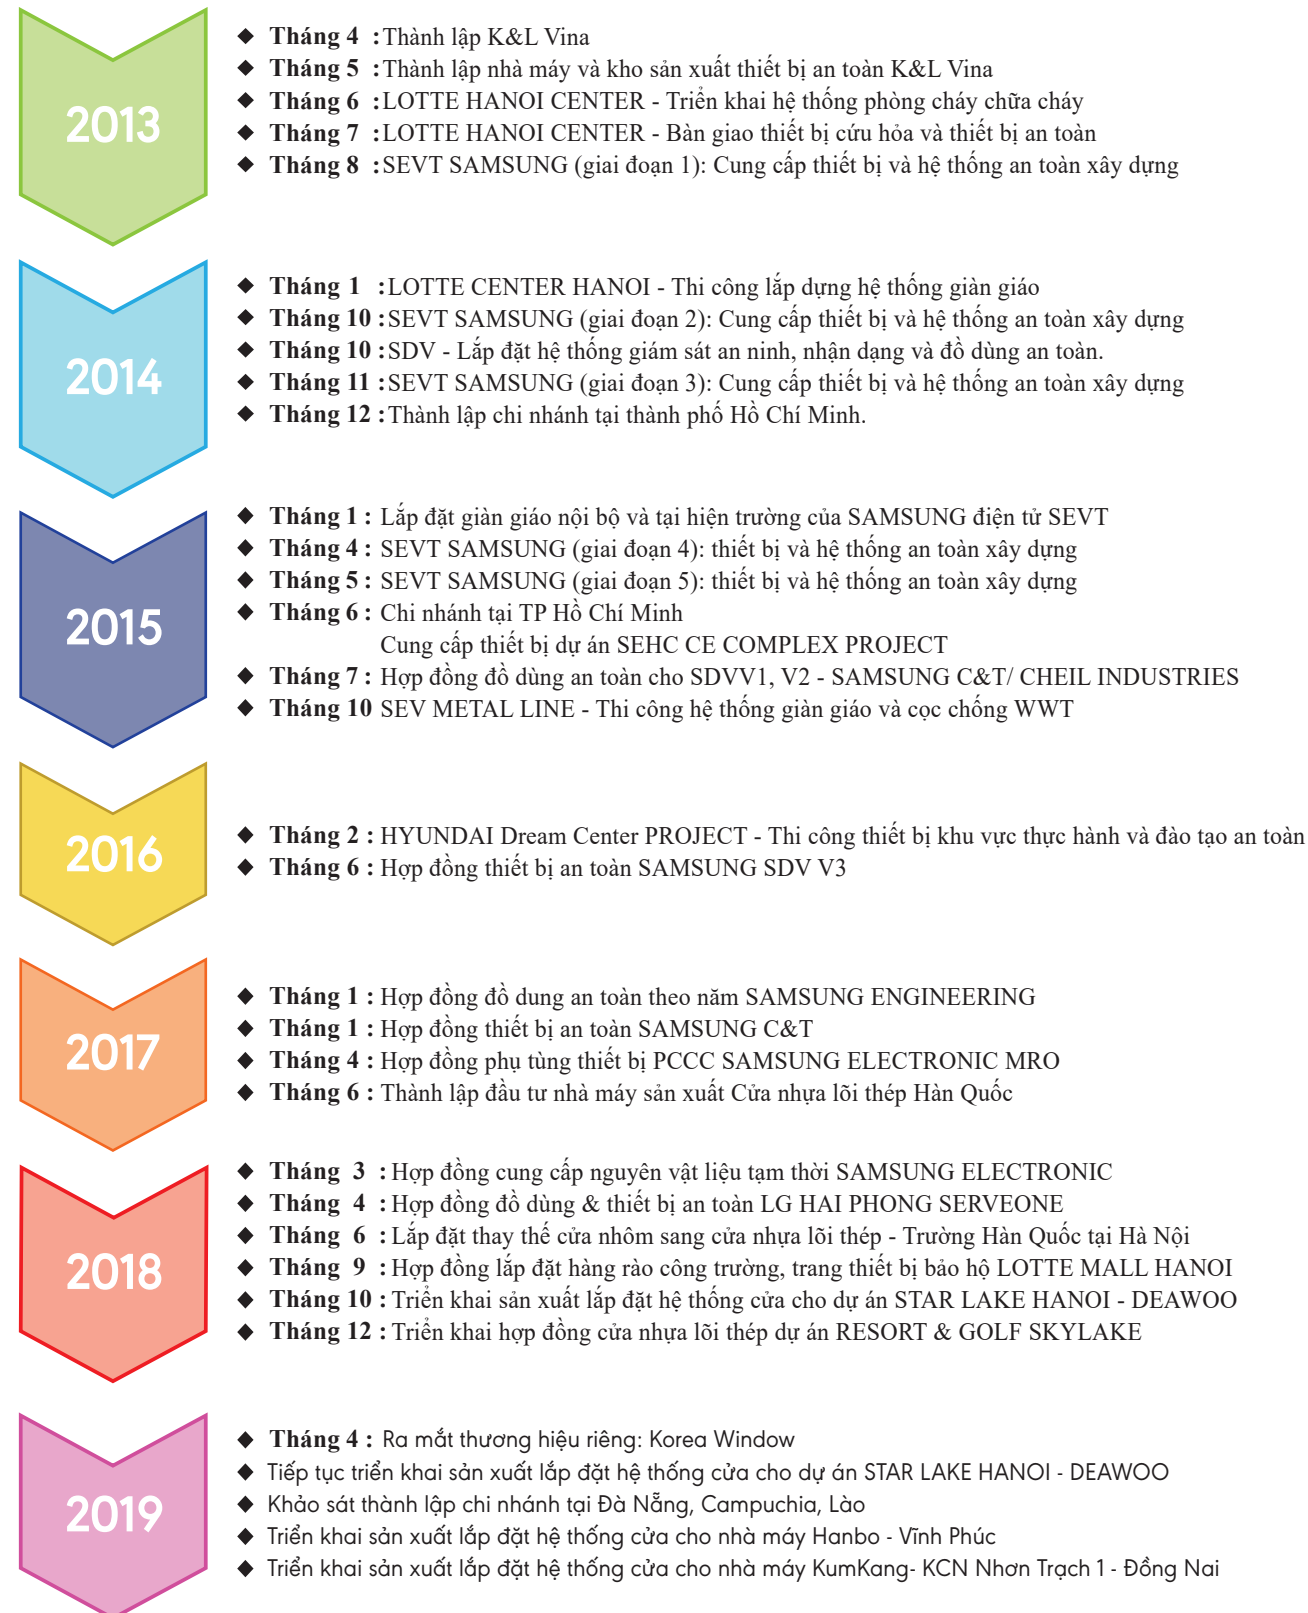 2013
◆ Tháng 4 : Thành lập K&L Vina
◆ Tháng 5 : Thành lập nhà máy và kho sản xuất thiết bị an toàn K&L Vina
◆ Tháng 6 : LOTTE HANOI CENTER - Triển khai hệ thống phòng cháy chữa cháy
◆ Tháng 7 : LOTTE HANOI CENTER - Bàn giao thiết bị cứu hỏa và thiết bị an toàn
◆ Tháng 8 : SEVT SAMSUNG (giai đoạn 1): Cung cấp thiết bị và hệ thống an toàn xây dựng
2014
◆ Tháng 1 : LOTTE CENTER HANOI - Thi công lắp dựng hệ thống giàn giáo
◆ Tháng 10 : SEVT SAMSUNG (giai đoạn 2): Cung cấp thiết bị và hệ thống an toàn xây dựng
◆ Tháng 10 : SDV - Lắp đặt hệ thống giám sát an ninh, nhận dạng và đồ dùng an toàn.
◆ Tháng 11 : SEVT SAMSUNG (giai đoạn 3): Cung cấp thiết bị và hệ thống an toàn xây dựng
◆ Tháng 12 : Thành lập chi nhánh tại thành phố Hồ Chí Minh.
2015
◆ Tháng 1 : Lắp đặt giàn giáo nội bộ và tại hiện trường của SAMSUNG điện tử SEVT
◆ Tháng 4 : SEVT SAMSUNG (giai đoạn 4): thiết bị và hệ thống an toàn xây dựng
◆ Tháng 5 : SEVT SAMSUNG (giai đoạn 5): thiết bị và hệ thống an toàn xây dựng
◆ Tháng 6 : Chi nhánh tại TP Hồ Chí Minh
Cung cấp thiết bị dự án SEHC CE COMPLEX PROJECT
◆ Tháng 7 : Hợp đồng đồ dùng an toàn cho SDVV1, V2 - SAMSUNG C&T/ CHEIL INDUSTRIES
◆ Tháng 10 SEV METAL LINE - Thi công hệ thống giàn giáo và cọc chống WWT
2016
◆ Tháng 2 : HYUNDAI Dream Center PROJECT - Thi công thiết bị khu vực thực hành và đào tạo an toàn
◆ Tháng 6 : Hợp đồng thiết bị an toàn SAMSUNG SDV V3
2017
◆ Tháng 1 : Hợp đồng đồ dung an toàn theo năm SAMSUNG ENGINEERING
◆ Tháng 1 : Hợp đồng thiết bị an toàn SAMSUNG C&T
◆ Tháng 4 : Hợp đồng phụ tùng thiết bị PCCC SAMSUNG ELECTRONIC MRO
◆ Tháng 6 : Thành lập đầu tư nhà máy sản xuất Cửa nhựa lõi thép Hàn Quốc
2018
◆ Tháng 3 : Hợp đồng cung cấp nguyên vật liệu tạm thời SAMSUNG ELECTRONIC
◆ Tháng 4 : Hợp đồng đồ dùng & thiết bị an toàn LG HAI PHONG SERVEONE
◆ Tháng 6 : Lắp đặt thay thế cửa nhôm sang cửa nhựa lõi thép - Trường Hàn Quốc tại Hà Nội
◆ Tháng 9 : Hợp đồng lắp đặt hàng rào công trường, trang thiết bị bảo hộ LOTTE MALL HANOI
◆ Tháng 10 : Triển khai sản xuất lắp đặt hệ thống cửa cho dự án STAR LAKE HANOI - DEAWOO
◆ Tháng 12 : Triển khai hợp đồng cửa nhựa lõi thép dự án RESORT & GOLF SKYLAKE
2019
◆ Tháng 4 : Ra mắt thương hiệu riêng: Korea Window
◆ Tiếp tục triển khai sản xuất lắp đặt hệ thống cửa cho dự án STAR LAKE HANOI - DEAWOO
◆ Khảo sát thành lập chi nhánh tại Đà Nẵng, Campuchia, Lào
◆ Triển khai sản xuất lắp đặt hệ thống cửa cho nhà máy Hanbo - Vĩnh Phúc
◆ Triển khai sản xuất lắp đặt hệ thống cửa cho nhà máy KumKang- KCN Nhơn Trạch 1 - Đồng Nai